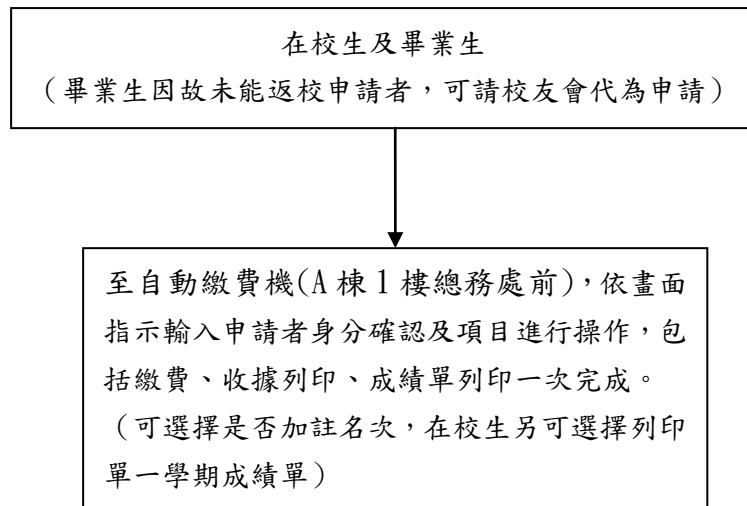 在校生及畢業生
（畢業生因故未能返校申請者，可請校友會代為申請）
至自動繳費機(A棟1樓總務處前)，依畫面
指示輸入申請者身分確認及項目進行操作，包
括繳費、收據列印、成績單列印一次完成。
（可選擇是否加註名次，在校生另可選擇列印
單一學期成績單）